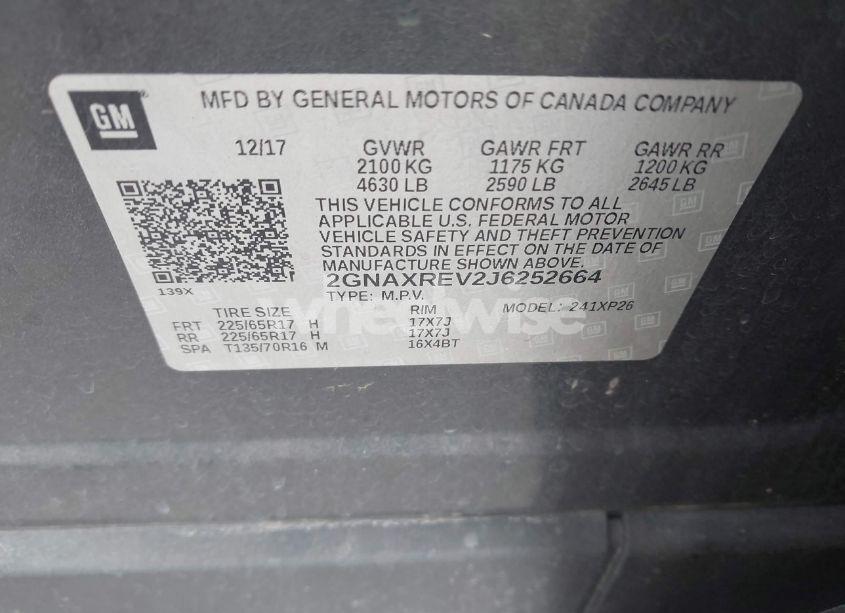 GM
MFD BY GENERAL MOTORS OF CANADA COMPANY
12/17 GVWR GAWR FRT GAWR RR
2100 KG 1175 KG 1200 KG
4630 LB 2590 LB 2645 LB
THIS VEHICLE CONFORMS TO ALL
APPLICABLE U.S. FEDERAL MOTOR
VEHICLE SAFETY AND THEFT PREVENTION
STANDARDS IN EFFECT ON THE DATE OF
MANUFACTURE SHOWN ABOVE.
2GNAXREV2J6252664
139X
TYPE: M.P.V. MODEL: 241XP26
TIRE SIZE RIM
FRT 225/65R17 H 17X7J
RR 225/65R17 H 17X7J
SPA T135/70R16 M 16X4BT
wheelwise